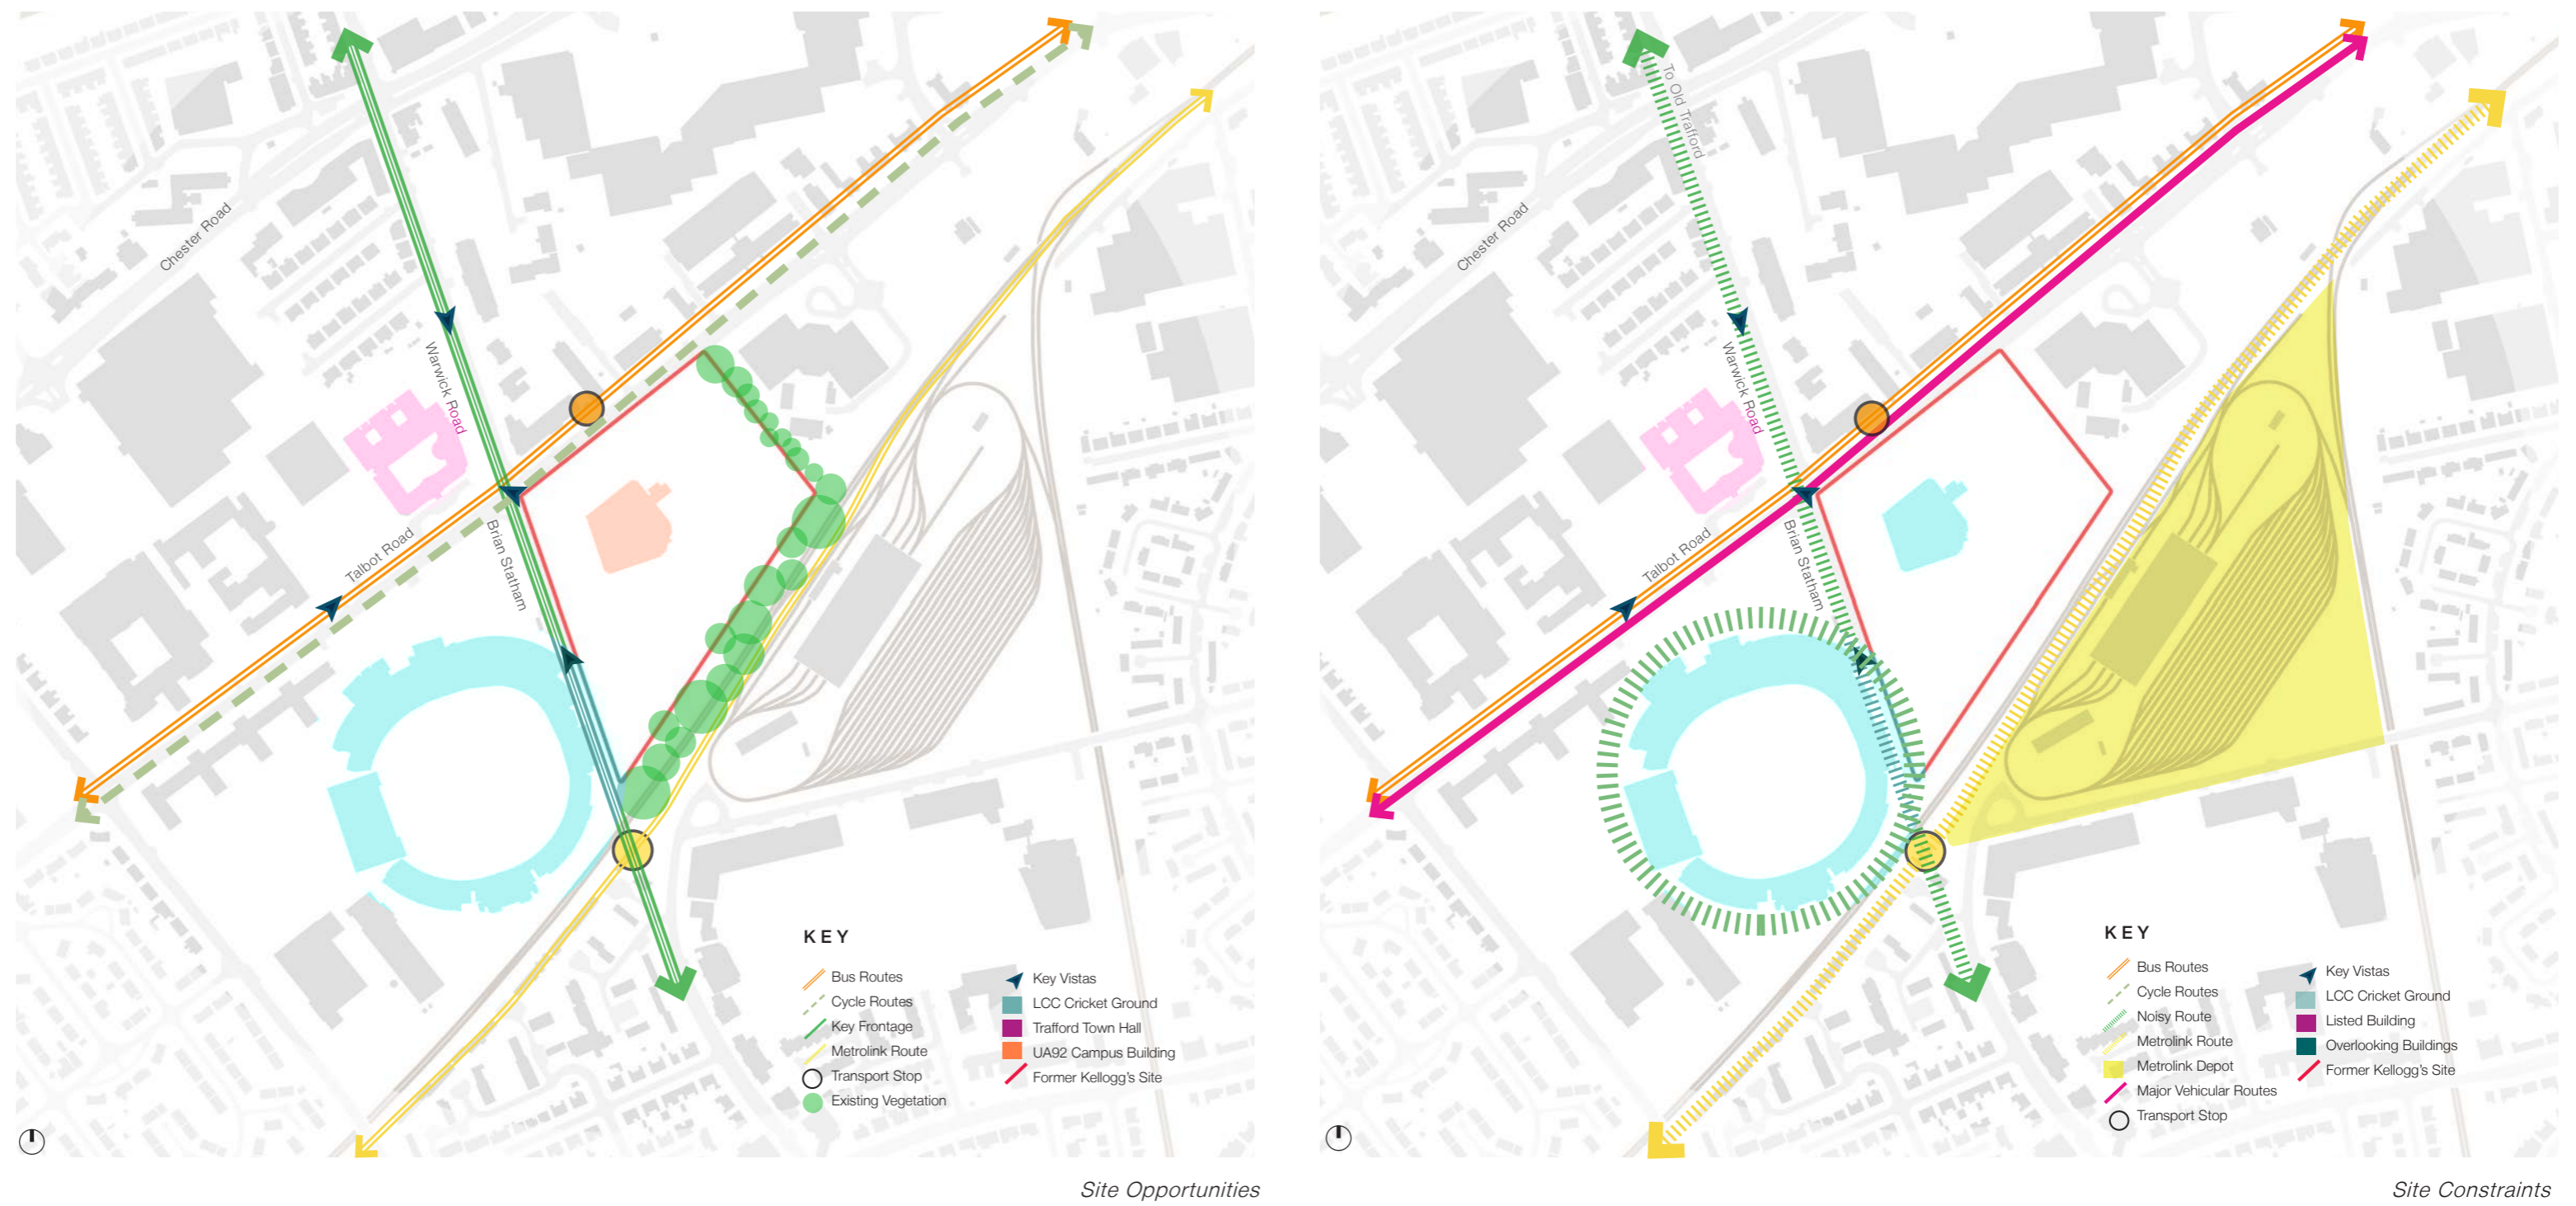 Chester Road
Warwick Road
Talbot Road
Brian Statham
KEY
Bus Routes
Cycle Routes
Key Frontage
Metrolink Route
Transport Stop
Existing Vegetation
Key Vistas
LCC Cricket Ground
Trafford Town Hall
UA92 Campus Building
Former Kellogg's Site
Site Opportunities
To Old Trafford
Chester Road
Warwick Road
Talbot Road
Brian Statham
KEY
Bus Routes
Cycle Routes
Noisy Route
Metrolink Route
Metrolink Depot
Major Vehicular Routes
Transport Stop
Key Vistas
LCC Cricket Ground
Listed Building
Overlooking Buildings
Former Kellogg's Site
Site Constraints